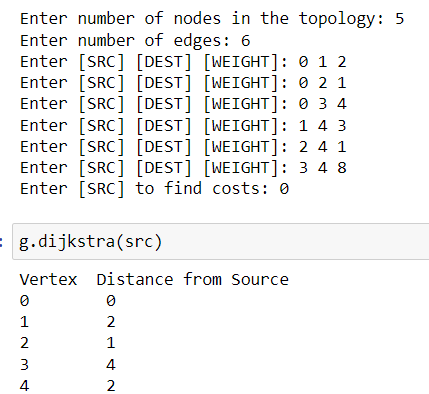 Enter number of nodes in the topology: 5
Enter number of edges: 6
Enter [SRC] [DEST] [WEIGHT]: 0 1 2
Enter [SRC] [DEST] [WEIGHT]: 0 2 1
Enter [SRC] [DEST] [WEIGHT]: 0 3 4
Enter [SRC] [DEST] [WEIGHT]: 1 4 3
Enter [SRC] [DEST] [WEIGHT]: 2 4 1
Enter [SRC] [DEST] [WEIGHT]: 3 4 8
Enter [SRC] to find costs: 0
: g.dijkstra(src)
Vertex  Distance from Source
0        0
1        2
2        1
3        4
4        2